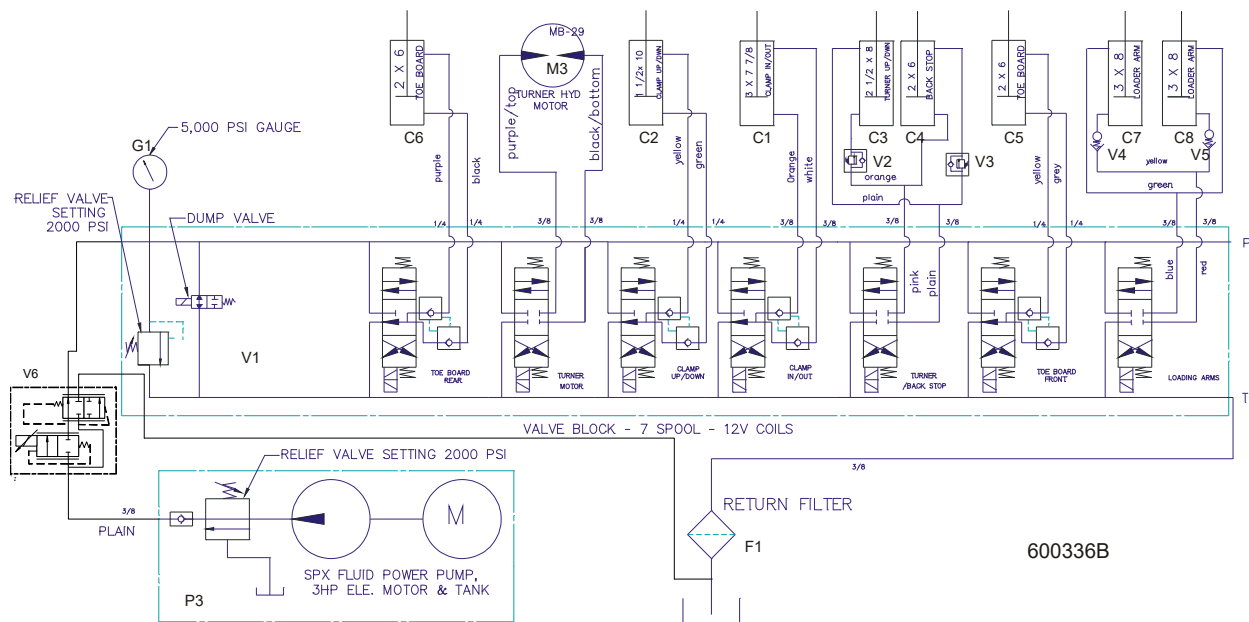 MB-29
M3
TURNER HYD
MOTOR
2 X 6
TOE BOARD
C6
1 1/2x 10
CLAMP UP/DWN
C2
3 X 7 7/8
CLAMP IN/OUT
C1
2 1/2 X 8
TURNER UP/DWN
C3
2 X 6
BACK STOP
C4
2 X 6
TOE BOARD
C5
3 X 8
LOADER ARM
C7
3 X 8
LOADER ARM
C8
5,000 PSI GAUGE
G1
V2
V3
V4
V5
purple
black
purple/top
black/bottom
yellow
green
Orange
white
orange
plain
yellow
grey
yellow
green
RELIEF VALVE
SETTING
2000 PSI
DUMP VALVE
1/4
1/4
3/8
3/8
1/4
1/4
3/8
3/8
3/8
3/8
1/4
1/4
3/8
3/8
P
pink
plain
blue
red
V1
TOE BOARD
REAR
TURNER
MOTOR
CLAMP
UP/DOWN
CLAMP
IN/OUT
TURNER
/BACK STOP
TOE BOARD
FRONT
LOADING ARMS
V6
T
VALVE BLOCK - 7 SPOOL - 12V COILS
RELIEF VALVE SETTING 2000 PSI
3/8
3/8
PLAIN
M
RETURN FILTER
F1
600336B
SPX FLUID POWER PUMP,
3HP ELE. MOTOR & TANK
P3